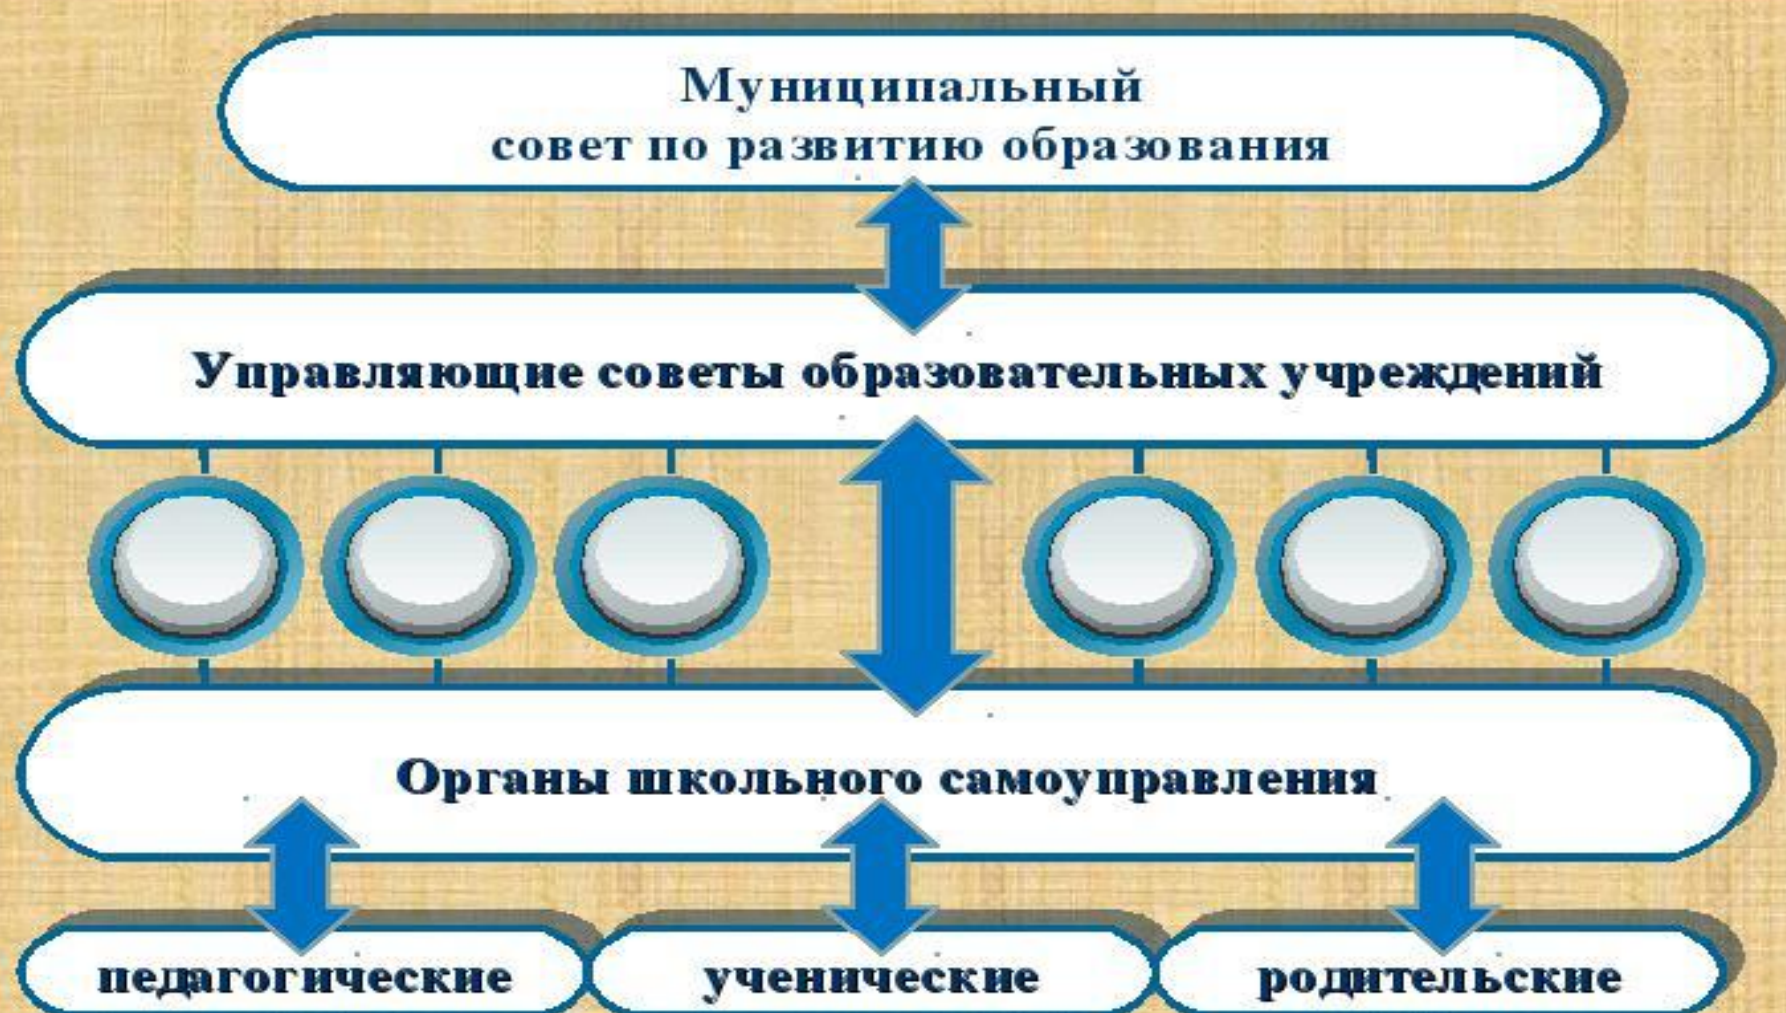 Муниципальный
совет по развитию образования
Управляющие советы образовательных учреждений
Органы школьного самоуправления
педагогические
ученические
родительские